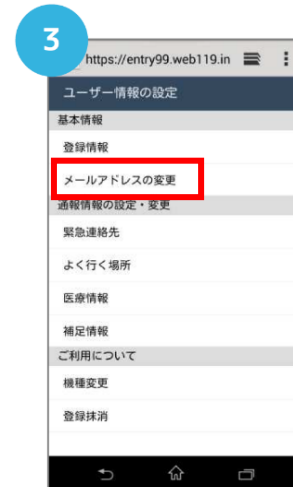 3
https://entry99.web119.in
ユーザー情報の設定
基本情報
登録情報
メールアドレスの変更
通報情報の設定・変更
緊急連絡先
よく行く場所
医療情報
補足情報
ご利用について
機種変更
登録抹消